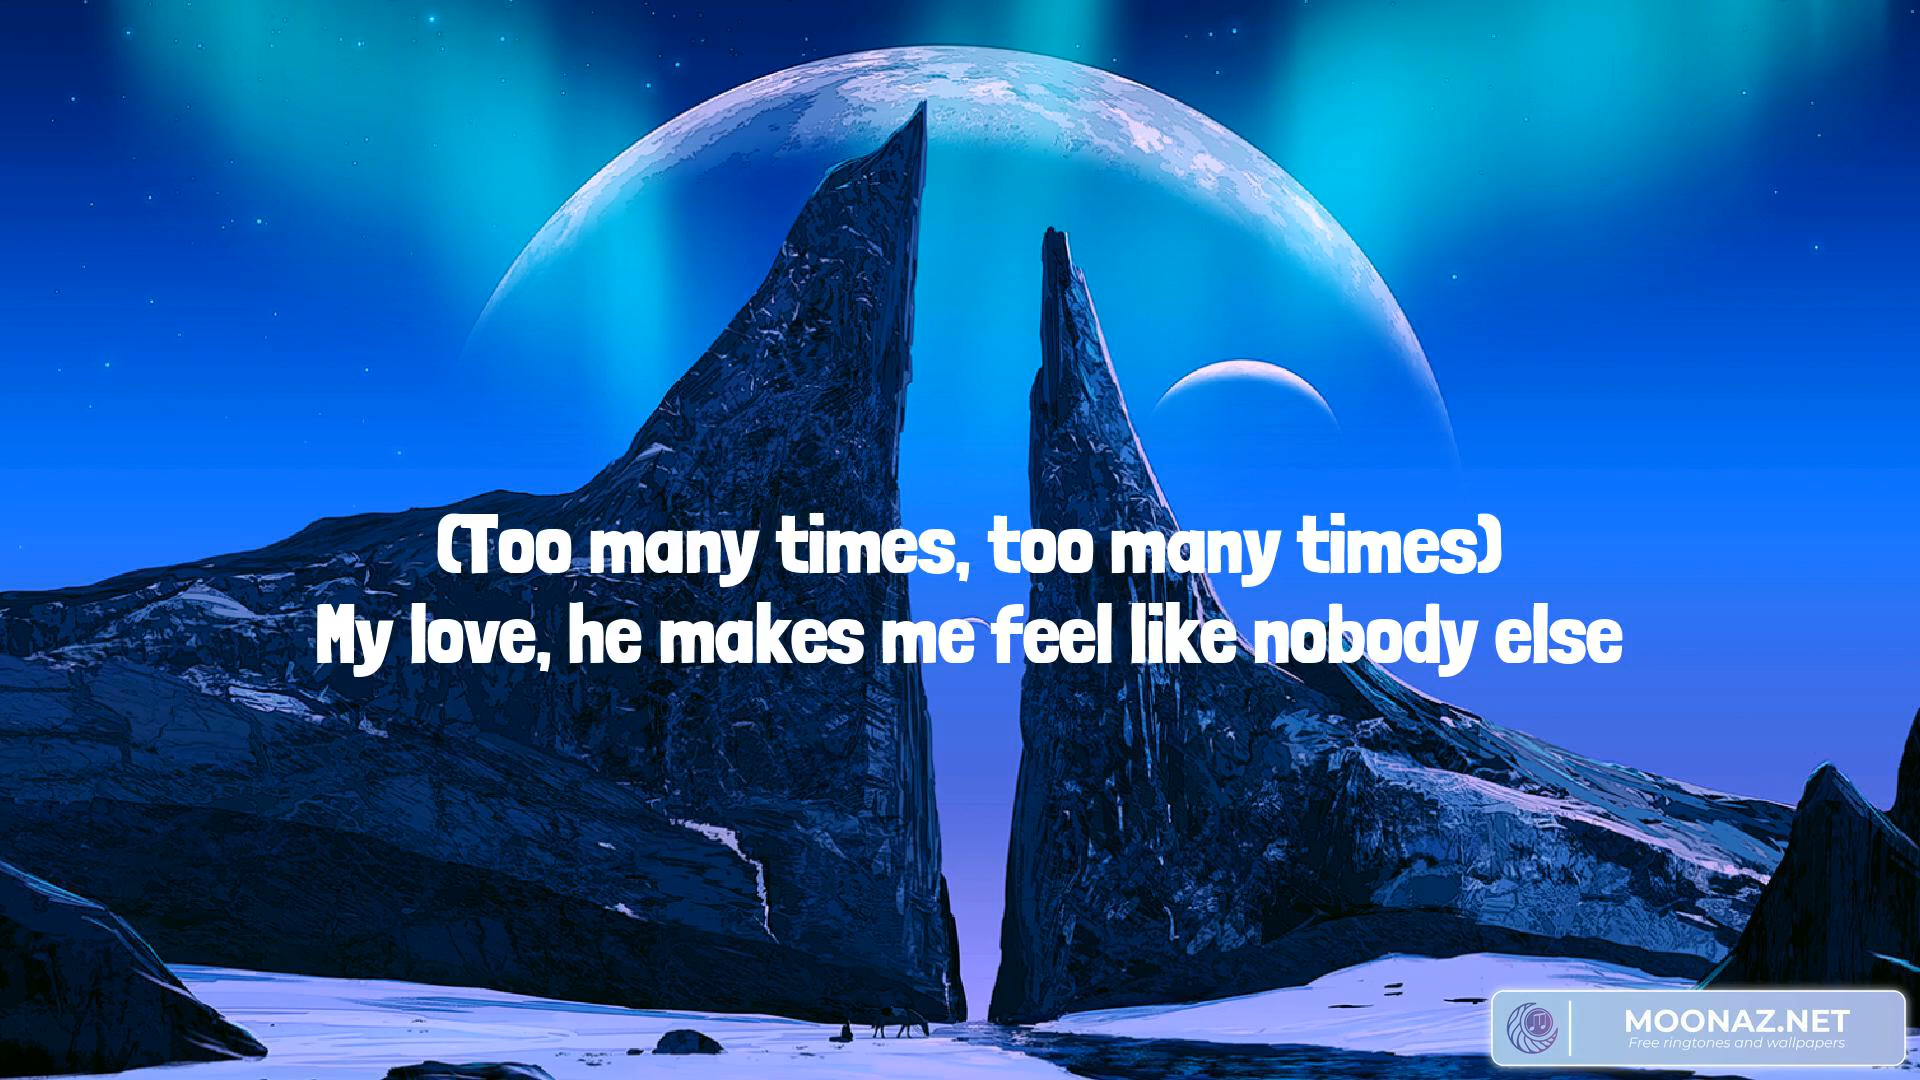 (Too many times, too many times)
My love, he makes me feel like nobody else
MOONAZ.NET
Free ringtones and wallpapers